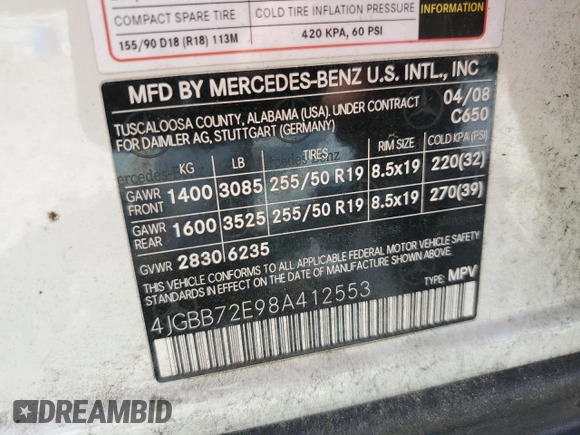 COMPACT SPARE TIRE COLD TIRE INFLATION PRESSURE INFORMATION
155/90 D18 (R18) 113M 420 KPA, 60 PSI
MFD BY MERCEDES-BENZ U.S. INTL., INC
TUSCALOOSA COUNTY, ALABAMA (USA). UNDER CONTRACT 04/08
FOR DAIMLER AG, STUTTGART (GERMANY) C650
KG LB TIRES RIM SIZE COLD KPA (PSI)
GAWR FRONT 1400 3085 255/50 R19 8.5x19 220(32)
GAWR REAR 1600 3525 255/50 R19 8.5x19 270(39)
GVWR 2830 6235
THIS VEHICLE CONFORMS TO ALL APPLICABLE FEDERAL MOTOR VEHICLE SAFETY
STANDARDS IN EFFECT ON THE DATE OF MANUFACTURE SHOWN ABOVE.
4JGBB72E98A412553 TYPE: MPV
DREAMBID